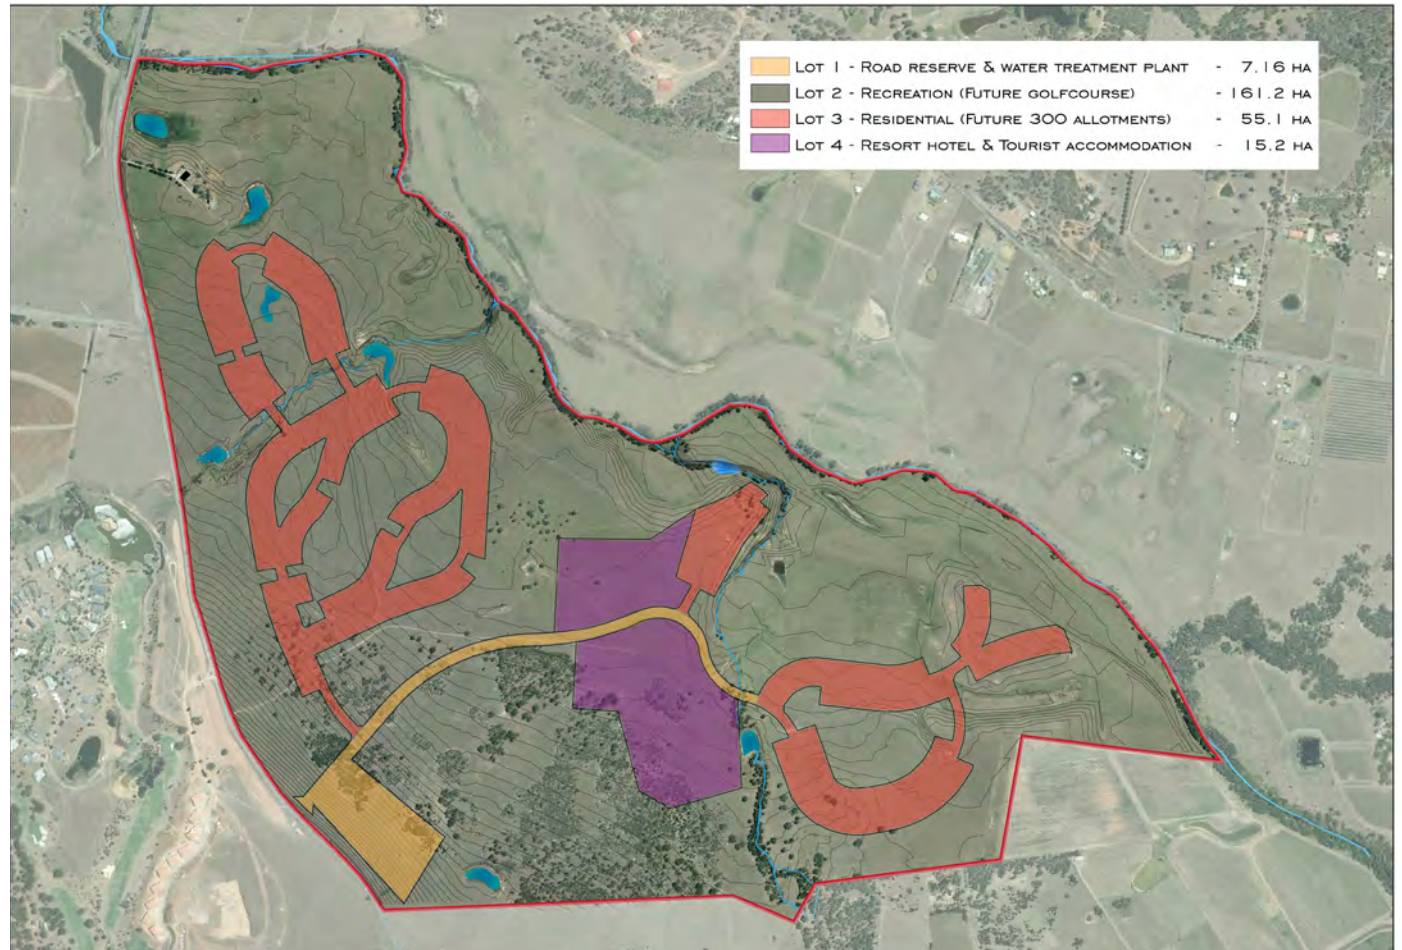 LOT 1 - ROAD RESERVE & WATER TREATMENT PLANT - 7.16 HA
LOT 2 - RECREATION (FUTURE GOLFCOURSE) - 161.2 HA
LOT 3 - RESIDENTIAL (FUTURE 300 ALLOTMENTS) - 55.1 HA
LOT 4 - RESORT HOTEL & TOURIST ACCOMMODATION - 15.2 HA